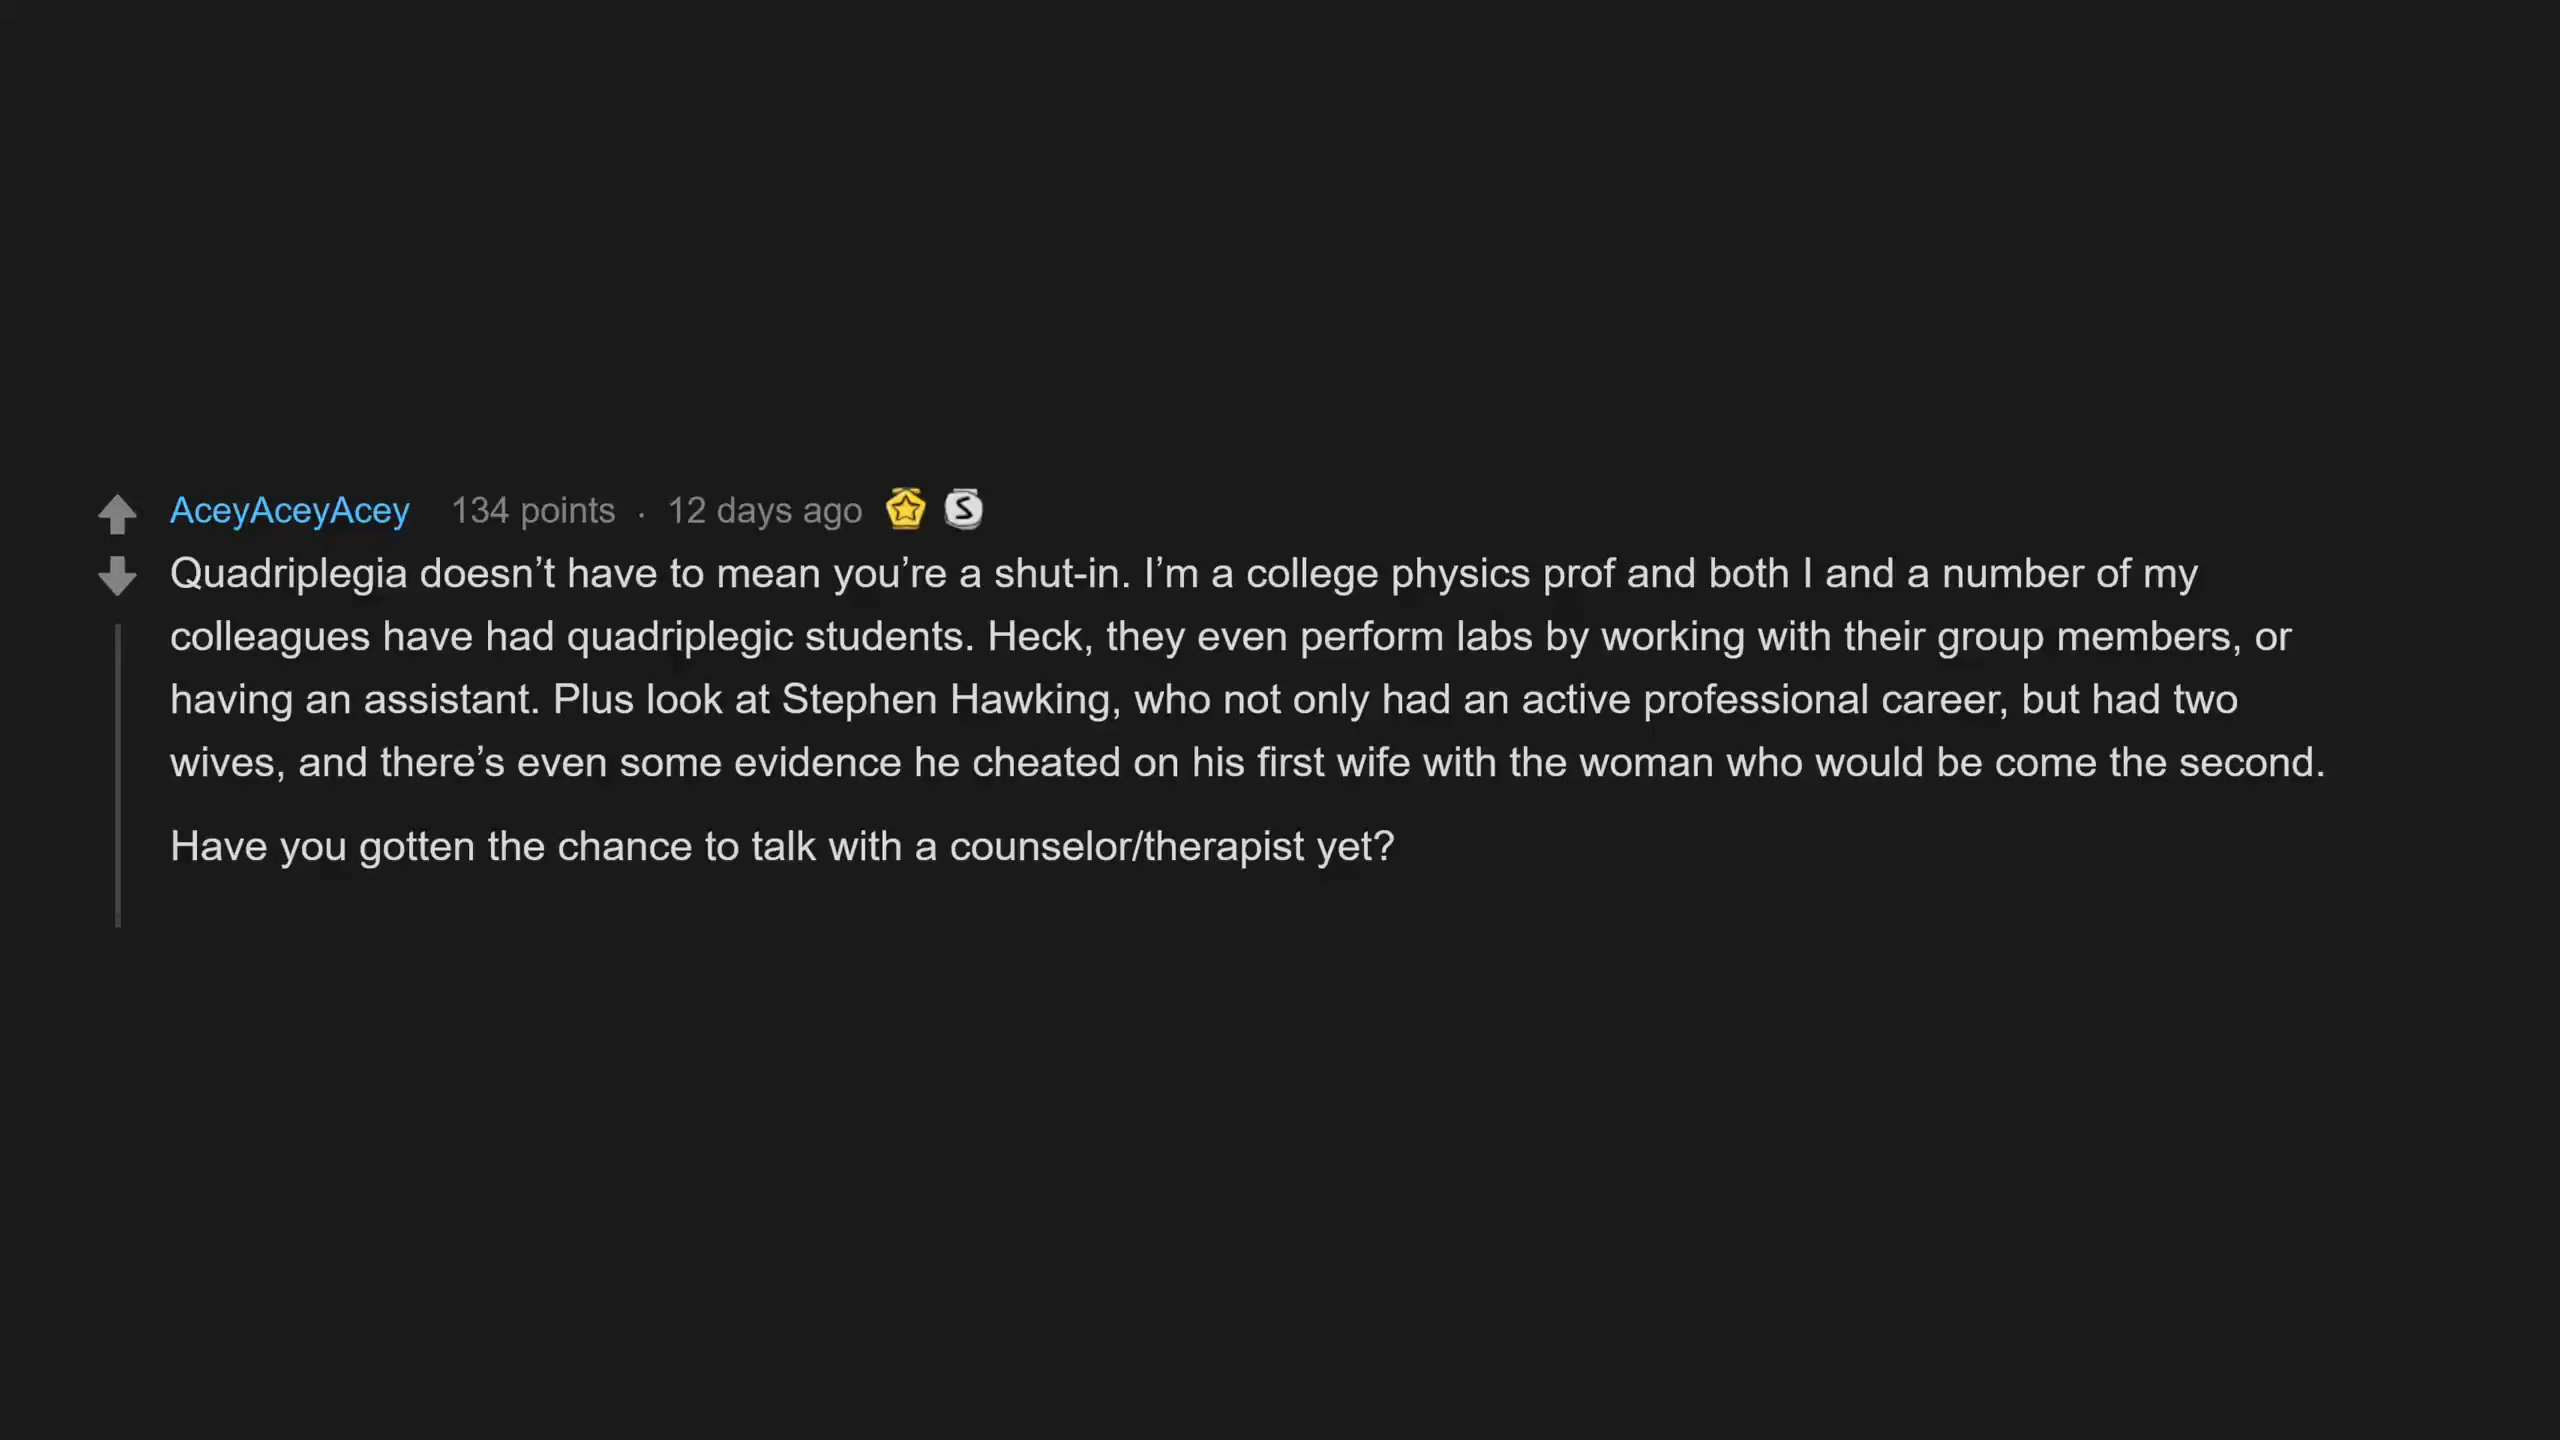 AceyAceyAcey 134 points · 12 days ago
Quadriplegia doesn’t have to mean you’re a shut-in. I’m a college physics prof and both I and a number of my
colleagues have had quadriplegic students. Heck, they even perform labs by working with their group members, or
having an assistant. Plus look at Stephen Hawking, who not only had an active professional career, but had two
wives, and there’s even some evidence he cheated on his first wife with the woman who would be come the second.
Have you gotten the chance to talk with a counselor/therapist yet?